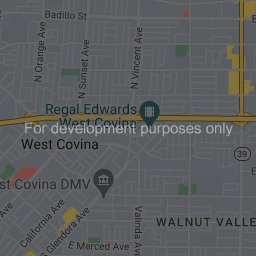 Badillo St
N Orange Ave
N Sunset Ave
N Vincent Ave
Regal Edwards
West Covina
For development purposes only
West Covina
39
st Covina DMV
Valinda Ave
California Ave
S Glendora Ave
WALNUT VALLE
E Merced Ave